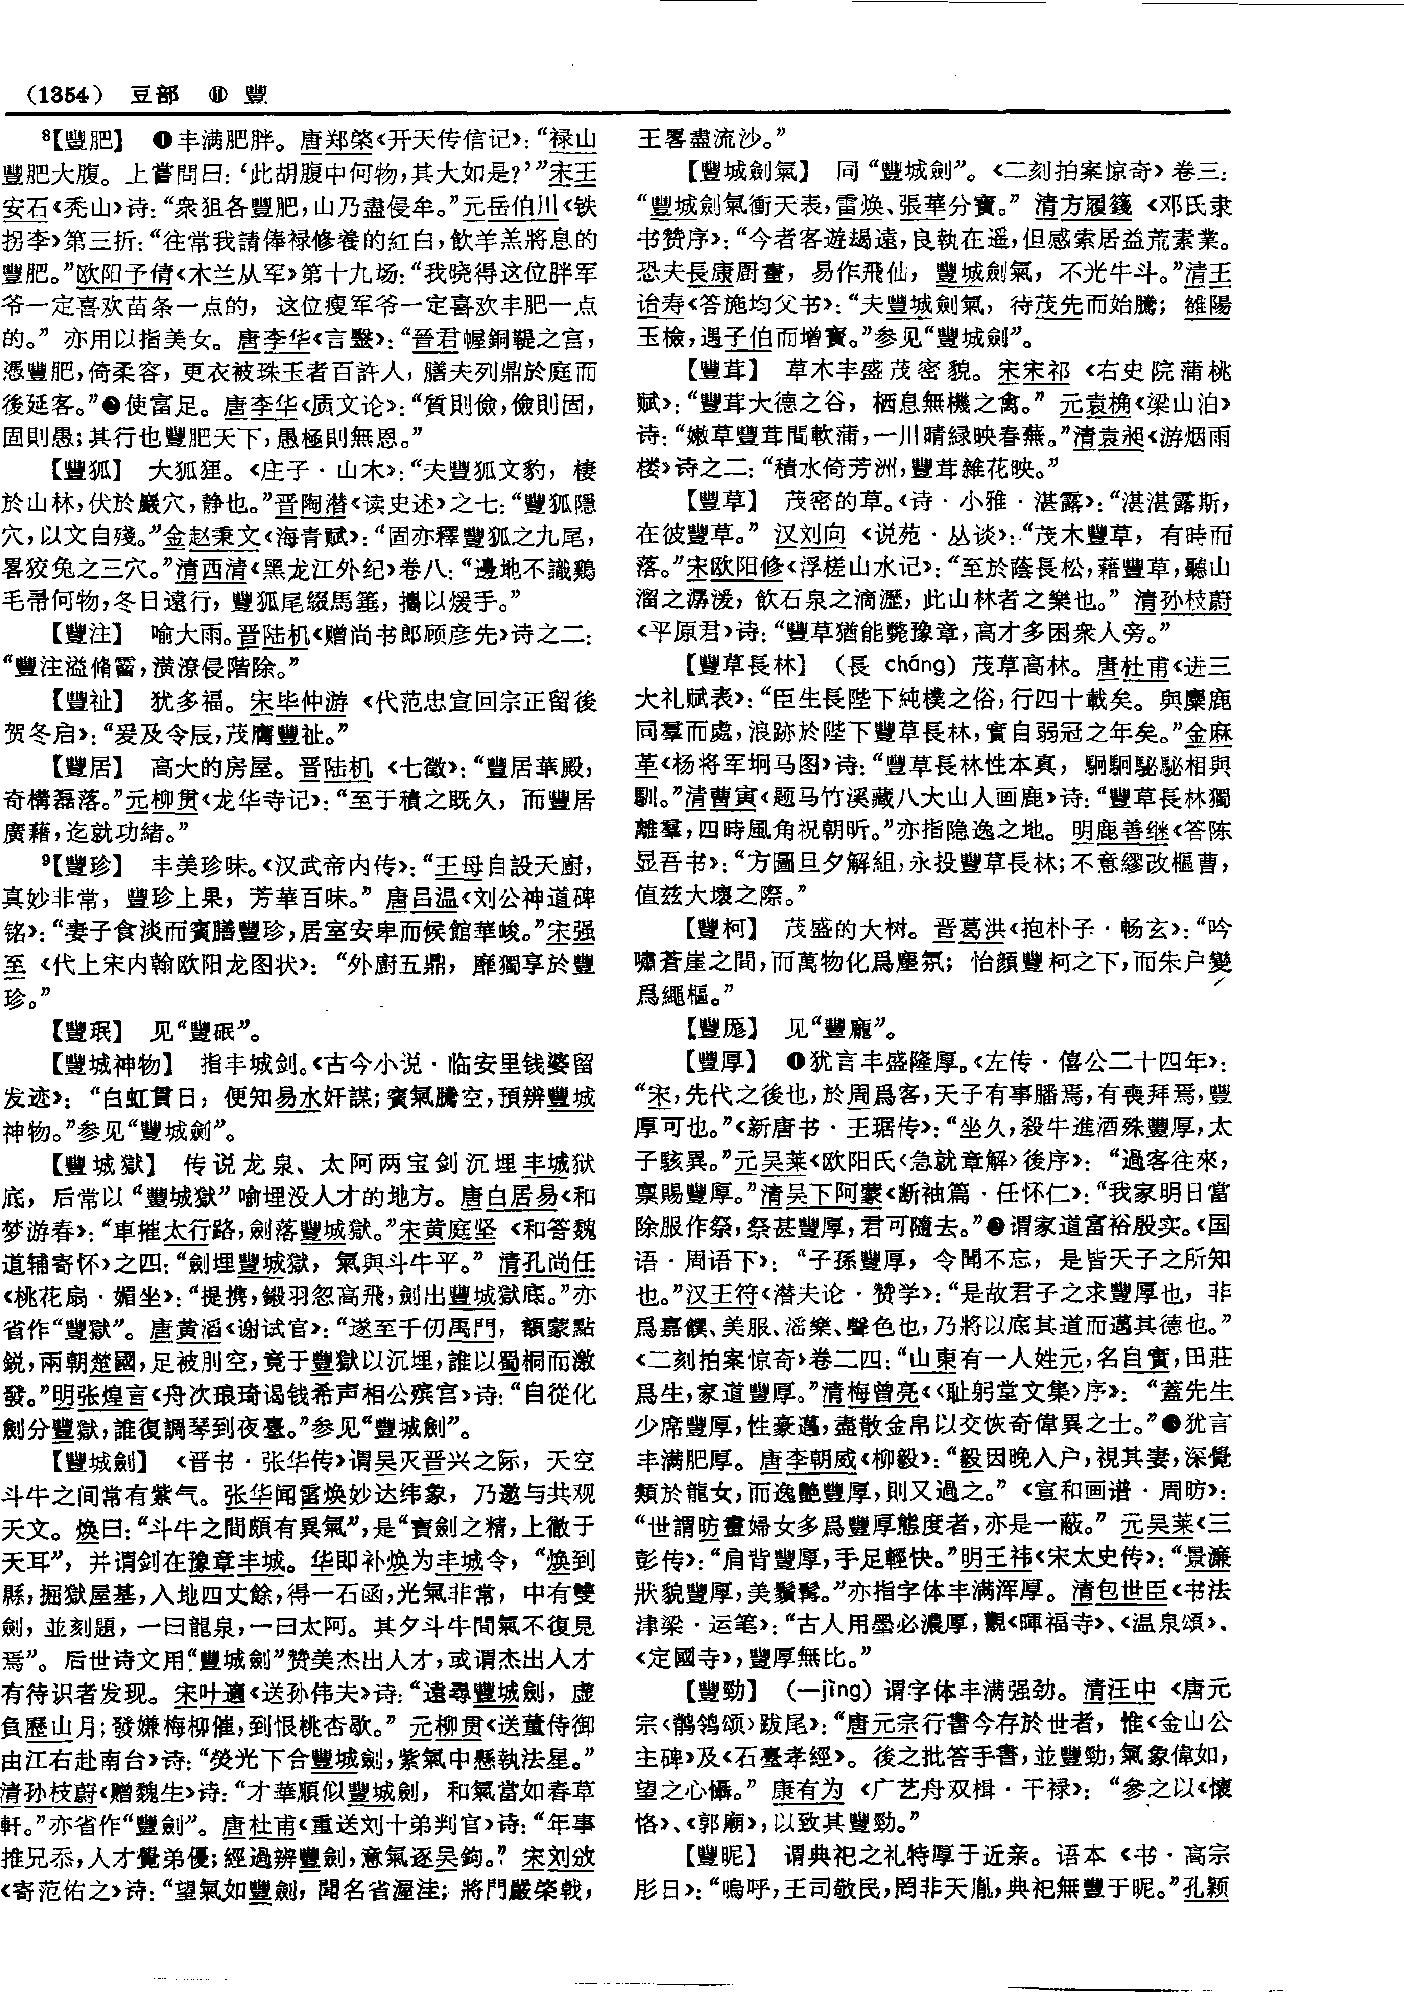 （1354） 豆部 ⑪ 豐
⁸【豐肥】 ❶丰满肥胖。唐郑棨《开天传信记》：“禄山
豐肥大腹。上嘗問曰：‘此胡腹中何物，其大如是？’”宋王
安石《秃山》诗：“衆狙各豐肥，山乃盡侵牟。”元岳伯川《铁
拐李》第三折：“往常我請俸禄修養的紅白，飲羊羔將息的
豐肥。”欧阳予倩《木兰从军》第十九场：“我晓得这位胖军
爷一定喜欢苗条一点的，这位瘦军爷一定喜欢丰肥一点
的。” 亦用以指美女。唐李华《言毉》：“晉君幄銅鞮之宫，
憑豐肥，倚柔容，更衣被珠玉者百許人，膳夫列鼎於庭而
後延客。”❷使富足。唐李华《质文论》：“質則儉，儉則固，
固則愚；其行也豐肥天下，愚極則無恩。”
【豐狐】 大狐狸。《庄子·山木》：“夫豐狐文豹，棲
於山林，伏於巖穴，静也。”晋陶潜《读史述》之七：“豐狐隱
穴，以文自殘。”金赵秉文《海青赋》：“固亦釋豐狐之九尾，
畧狡兔之三穴。”清西清《黑龙江外纪》卷八：“邊地不識鷄
毛帚何物，冬日遠行，豐狐尾綴馬箠，攜以煖手。”
【豐注】 喻大雨。晋陆机《赠尚书郎顾彦先》诗之二：
“豐注溢脩霤，潢潦侵階除。”
【豐祉】 犹多福。宋毕仲游《代范忠宣回宗正留後
贺冬启》：“爰及令辰，茂膺豐祉。”
【豐居】 高大的房屋。晋陆机《七徵》：“豐居華殿，
奇構磊落。”元柳贯《龙华寺记》：“至于積之既久，而豐居
廣藉，迄就功緒。”
⁹【豐珍】 丰美珍味。《汉武帝内传》：“王母自設天廚，
真妙非常，豐珍上果，芳華百味。” 唐吕温《刘公神道碑
铭》：“妻子食淡而賓膳豐珍，居室安卑而候館華峻。”宋强
至《代上宋内翰欧阳龙图状》：“外廚五鼎，靡獨享於豐
珍。”
【豐珉】 见“豐碈”。
【豐城神物】 指丰城剑。《古今小说·临安里钱婆留
发迹》：“白虹貫日，便知易水奸謀；寳氣騰空，預辨豐城
神物。”参见“豐城劍”。
【豐城獄】 传说龙泉、太阿两宝剑沉埋丰城狱
底，后常以“豐城獄”喻埋没人才的地方。唐白居易《和
梦游春》：“車摧太行路，劍落豐城獄。”宋黄庭坚《和答魏
道辅寄怀》之四：“劍埋豐城獄，氣與斗牛平。” 清孔尚任
《桃花扇·媚坐》：“提携，鎩羽忽高飛，劍出豐城獄底。”亦
省作“豐獄”。唐黄滔《谢试官》：“遂至千仞禹門，額蒙點
鋭，兩朝楚國，足被刖空，竟于豐獄以沉埋，誰以蜀桐而激
發。”明张煌言《舟次琅琦谒钱希声相公殡宫》诗：“自從化
劍分豐獄，誰復調琴到夜臺。”参见“豐城劍”。
【豐城劍】 《晋书·张华传》谓吴灭晋兴之际，天空
斗牛之间常有紫气。张华闻雷焕妙达纬象，乃邀与共观
天文。焕曰：“斗牛之間頗有異氣”，是“寳劍之精，上徹于
天耳”，并谓剑在豫章丰城。华即补焕为丰城令，“焕到
縣，掘獄屋基，入地四丈餘，得一石函，光氣非常，中有雙
劍，並刻題，一曰龍泉，一曰太阿。其夕斗牛間氣不復見
焉”。后世诗文用“豐城劍”赞美杰出人才，或谓杰出人才
有待识者发现。宋叶適《送孙伟夫》诗：“遠尋豐城劍，虚
負歷山月；發嫌梅柳催，到恨桃杏歇。” 元柳贯《送董侍御
由江右赴南台》诗：“熒光下合豐城劍，紫氣中懸執法星。”
清孙枝蔚《赠魏生》诗：“才華願似豐城劍，和氣當如春草
軒。”亦省作“豐劍”。唐杜甫《重送刘十弟判官》诗：“年事
推兄忝，人才覺弟優；經過辨豐劍，意氣逐吴鉤。” 宋刘攽
《寄范佑之》诗：“望氣如豐劍，聞名省渥洼；將門嚴棨戟，
王畧盡流沙。”
【豐城劍氣】 同“豐城劍”。《二刻拍案惊奇》卷三：
“豐城劍氣衝天表，雷焕、張華分寳。” 清方履籛《邓氏隶
书赞序》：“今者客遊朅遠，良執在遥，但感索居益荒素業。
恐夫長康厨畫，易作飛仙，豐城劍氣，不光牛斗。”清王
诒寿《答施均父书》：“夫豐城劍氣，待茂先而始騰；雒陽
玉檢，遇子伯而增寳。”参见“豐城劍”。
【豐茸】 草木丰盛茂密貌。宋宋祁《右史院蒲桃
赋》：“豐茸大德之谷，栖息無機之禽。” 元袁桷《梁山泊》
诗：“嫩草豐茸間軟蒲，一川晴緑映春蕪。”清袁昶《游烟雨
楼》诗之二：“積水倚芳洲，豐茸雜花映。”
【豐草】 茂密的草。《诗·小雅·湛露》：“湛湛露斯，
在彼豐草。” 汉刘向《说苑·丛谈》：“茂木豐草，有時而
落。”宋欧阳修《浮槎山水记》：“至於蔭長松，藉豐草，聽山
溜之潺湲，飲石泉之滴瀝，此山林者之樂也。” 清孙枝蔚
《平原君》诗：“豐草猶能斃豫章，高才多困衆人旁。”
【豐草長林】 （長 cháng）茂草高林。唐杜甫《进三
大礼赋表》：“臣生長陛下純樸之俗，行四十載矣。與麋鹿
同羣而處，浪跡於陛下豐草長林，實自弱冠之年矣。”金麻
革《杨将军坰马图》诗：“豐草長林性本真，駉駉駜駜相與
馴。”清曹寅《题马竹溪藏八大山人画鹿》诗：“豐草長林獨
離羣，四時風角祝朝昕。”亦指隐逸之地。明鹿善继《答陈
显吾书》：“方圖旦夕解組，永投豐草長林；不意繆改樞曹，
值兹大壞之際。”
【豐柯】 茂盛的大树。晋葛洪《抱朴子·畅玄》：“吟
嘯蒼崖之間，而萬物化爲塵氛；怡顔豐柯之下，而朱户變
爲繩樞。”
【豐厖】 见“豐龐”。
【豐厚】 ❶犹言丰盛隆厚。《左传·僖公二十四年》：
“宋，先代之後也，於周爲客，天子有事膰焉，有喪拜焉，豐
厚可也。”《新唐书·王琚传》：“坐久，殺牛進酒殊豐厚，太
子駭異。”元吴莱《欧阳氏〈急就章解〉後序》：“過客往來，
稟賜豐厚。”清吴下阿蒙《断袖篇·任怀仁》：“我家明日當
除服作祭，祭甚豐厚，君可隨去。”❷谓家道富裕殷实。《国
语·周语下》：“子孫豐厚，令聞不忘，是皆天子之所知
也。”汉王符《潜夫论·赞学》：“是故君子之求豐厚也，非
爲嘉饌、美服、滛樂、聲色也，乃將以底其道而邁其德也。”
《二刻拍案惊奇》卷二四：“山東有一人姓元，名自實，田莊
爲生，家道豐厚。”清梅曾亮《〈耻躬堂文集〉序》：“蓋先生
少席豐厚，性豪邁，盡散金帛以交恢奇偉異之士。”❸犹言
丰满肥厚。唐李朝威《柳毅》：“毅因晚入户，視其妻，深覺
類於龍女，而逸艷豐厚，則又過之。” 《宣和画谱·周昉》：
“世謂昉畫婦女多爲豐厚態度者，亦是一蔽。” 元吴莱《三
彭传》：“肩背豐厚，手足輕快。”明王祎《宋太史传》：“景濂
狀貌豐厚，美鬚髯。”亦指字体丰满浑厚。清包世臣《书法
津梁·运笔》：“古人用墨必濃厚，觀《暉福寺》、《温泉頌》、
《定國寺》，豐厚無比。”
【豐勁】 （—jìng）谓字体丰满强劲。清汪中《唐元
宗〈鹡鸰颂〉跋尾》：“唐元宗行書今存於世者，惟《金山公
主碑》及《石臺孝經》。後之批答手書，並豐勁，氣象偉如，
望之心懾。” 康有为《广艺舟双楫·干禄》：“參之以《懷
恪》、《郭廟》，以致其豐勁。”
【豐昵】 谓典祀之礼特厚于近亲。语本《书·高宗
肜日》：“嗚呼，王司敬民，罔非天胤，典祀無豐于昵。”孔颖